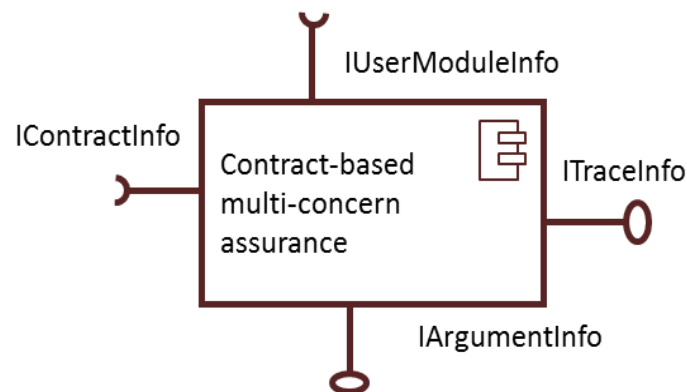 IUserModuleInfo
IContractInfo
Contract-based
multi-concern
assurance
ITraceInfo
IArgumentInfo